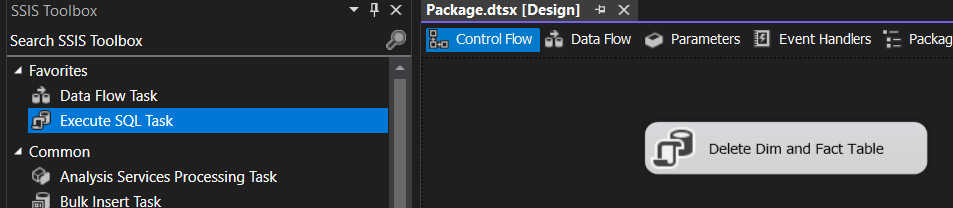 SSIS Toolbox
Search SSIS Toolbox
Favorites
Data Flow Task
Execute SQL Task
Common
Analysis Services Processing Task
Bulk Insert Task
Package.dtsx [Design]
Control Flow
Data Flow
Parameters
Event Handlers
Packag
Delete Dim and Fact Table